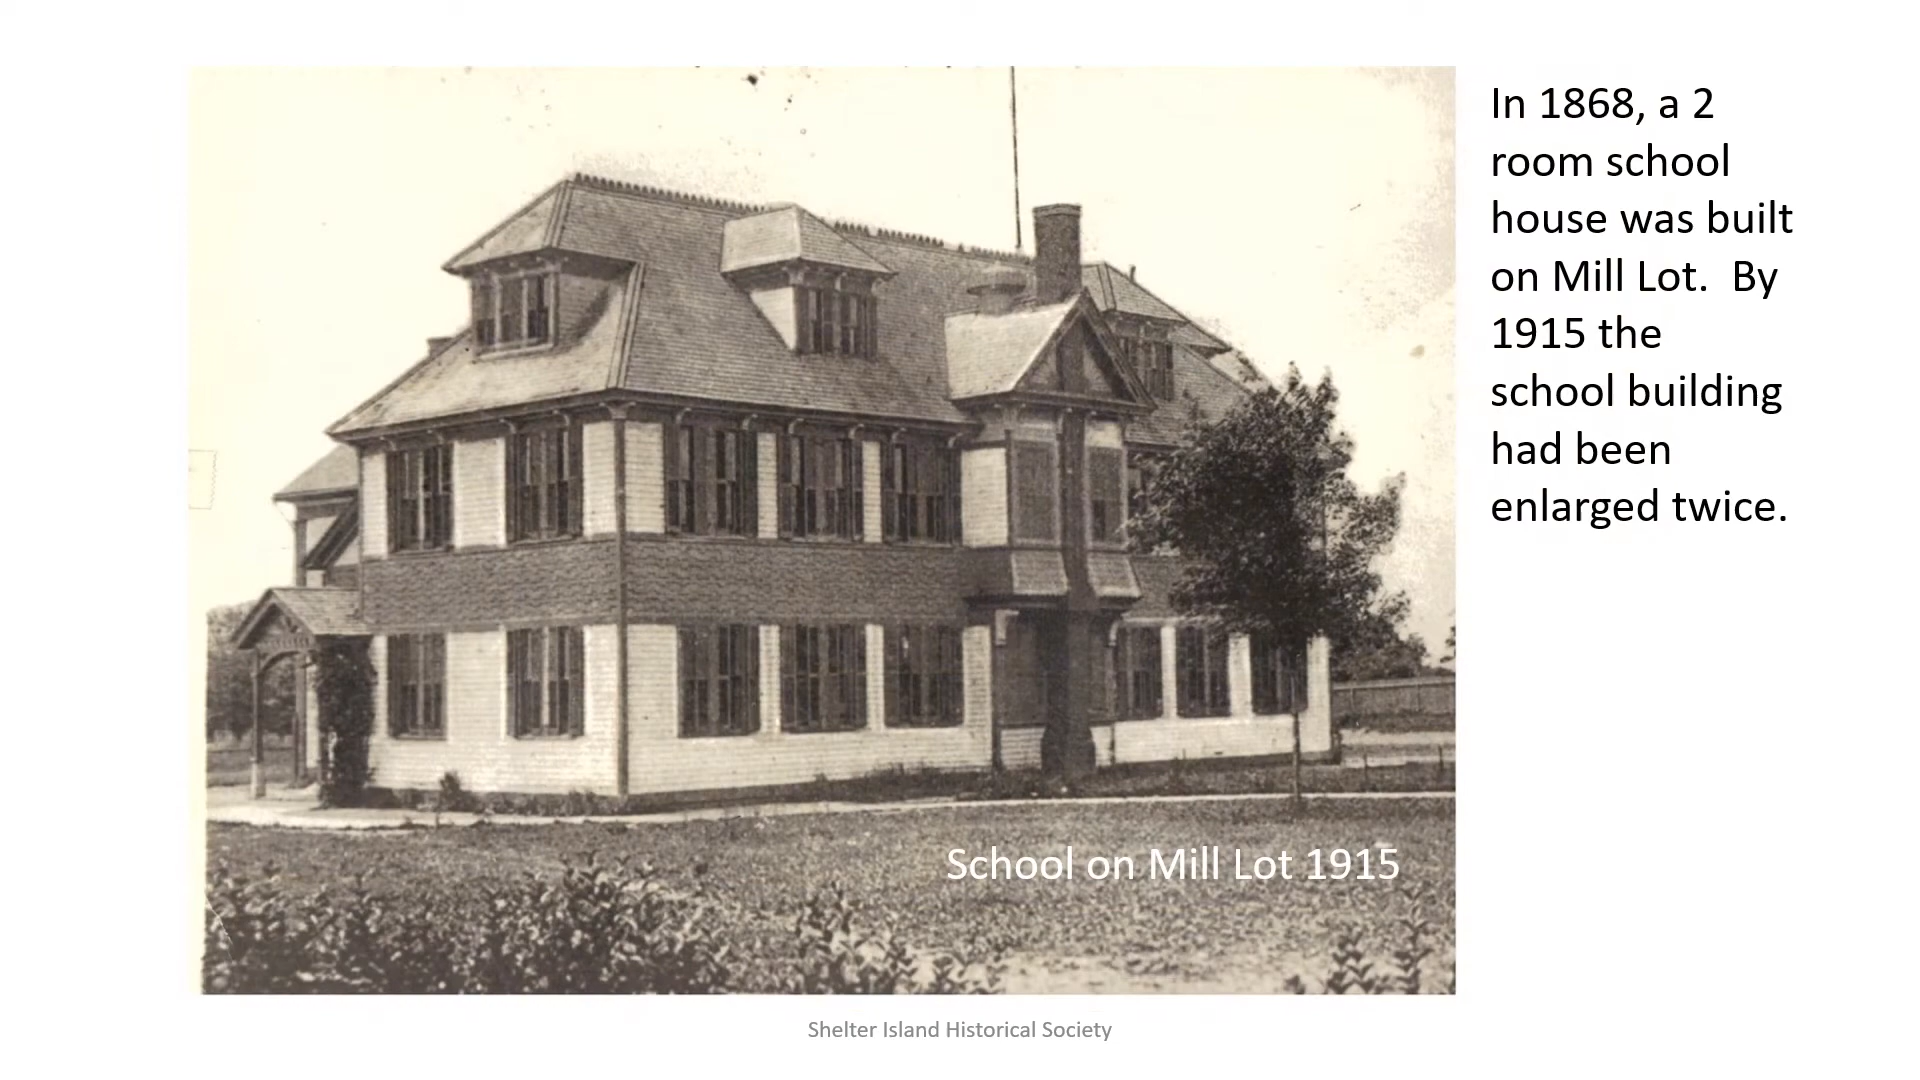 In 1868, a 2
room school
house was built
on Mill Lot.  By
1915 the
school building
had been
enlarged twice.
School on Mill Lot 1915
Shelter Island Historical Society